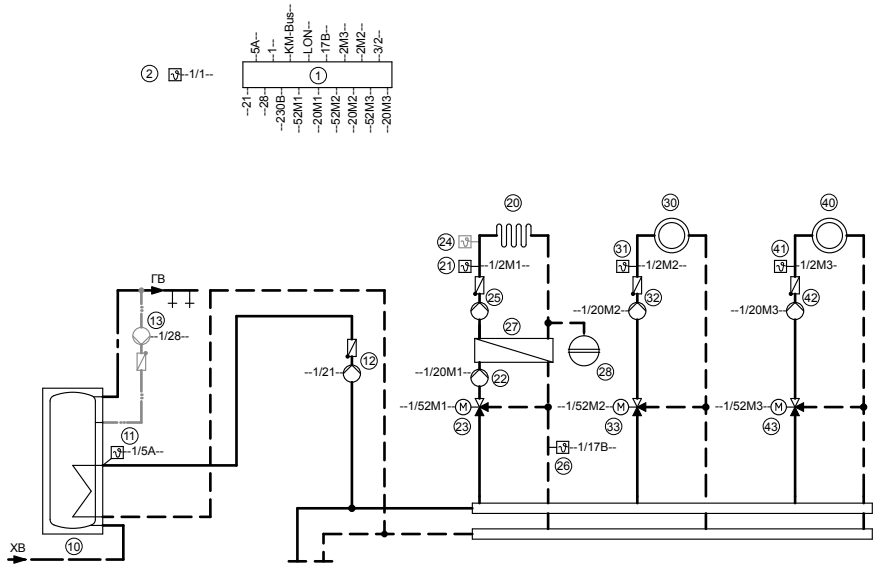 --5A--
--1--
--KM-Bus--
--LON--
--17B--
--2M3--
--2M2--
--3/2--
2 --1/1--
1
--21--
--28--
--230B--
--52M1--
--20M1--
--52M2--
--20M2--
--52M3--
--20M3--
20
30
40
24
21 --1/2M1--
31 --1/2M2--
41 --1/2M3-
ГВ
25
--1/20M2-- 32
--1/20M3-- 42
13 --1/28--
27
28
12
--1/21--
--1/20M1-- 22
--1/52M1-- M
--1/52M2-- M
--1/52M3-- M
23
33
43
11
--1/5A--
--1/17B--
26
10
ХВ